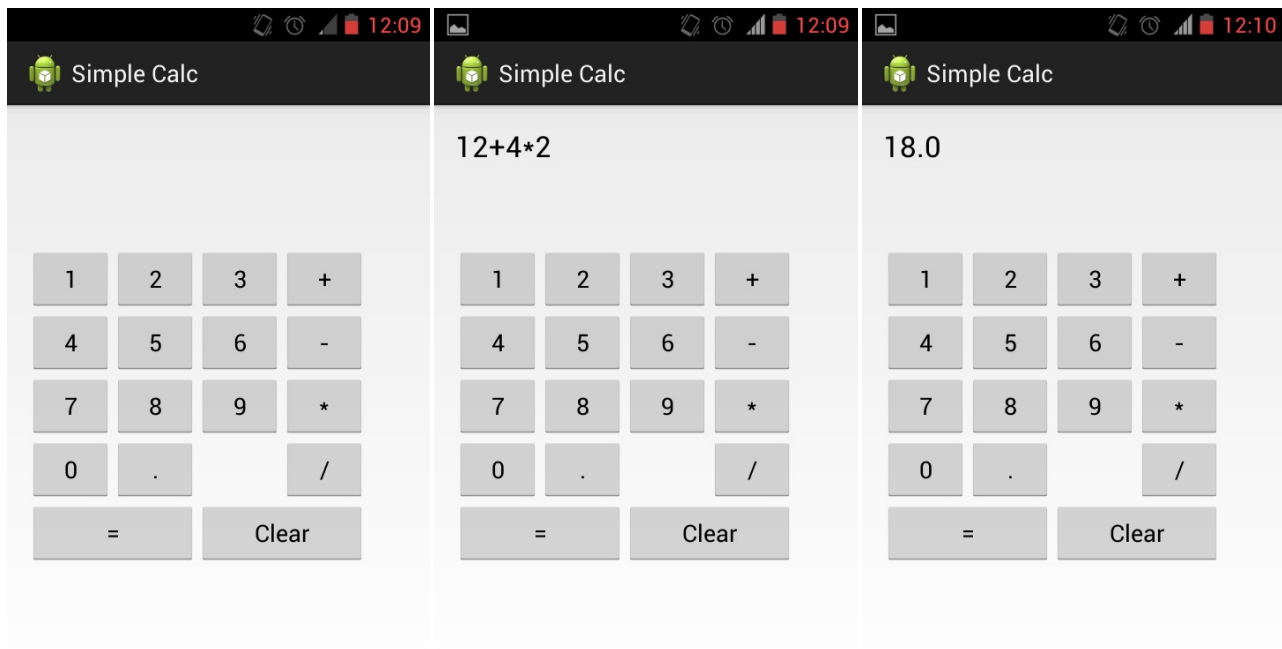 12:09
Simple Calc
1 2 3 +
4 5 6 -
7 8 9 *
0 . /
= Clear
12:09
Simple Calc
12+4*2
1 2 3 +
4 5 6 -
7 8 9 *
0 . /
= Clear
12:10
Simple Calc
18.0
1 2 3 +
4 5 6 -
7 8 9 *
0 . /
= Clear